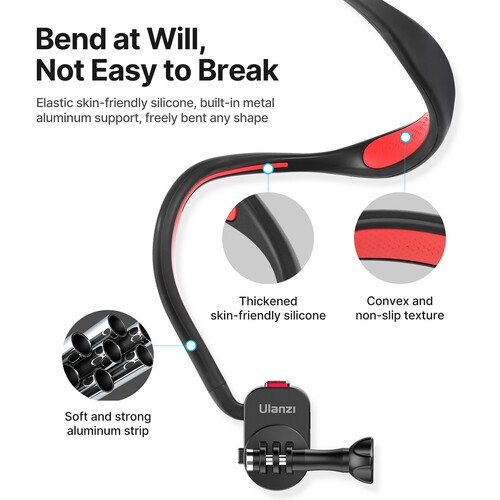 Bend at Will,
Not Easy to Break
Elastic skin-friendly silicone, built-in metal
aluminum support, freely bent any shape
Thickened
skin-friendly silicone
Convex and
non-slip texture
Soft and strong
aluminum strip
Ulanzi